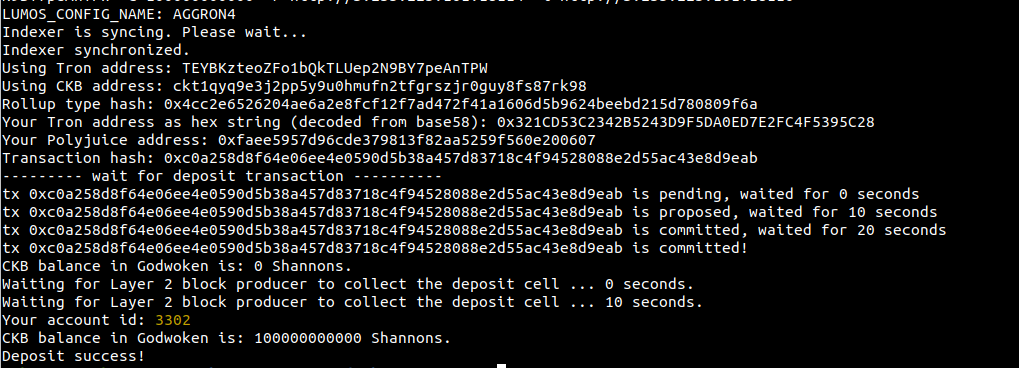 LUMOS_CONFIG_NAME: AGGRON4
Indexer is syncing. Please wait...
Indexer synchronized.
Using Tron address: TEYBKzteoZFo1bQkTLUep2N9BY7peAnTPW
Using CKB address: ckt1qyq9e3j2pp5y9u0hmufn2tfgrszjr0guy8fs87rk98
Rollup type hash: 0x4cc2e6526204ae6a2e8fcf12f7ad472f41a1606d5b9624beebd215d780809f6a
Your Tron address as hex string (decoded from base58): 0x321CD53C2342B5243D9F5DA0ED7E2FC4F5395C28
Your Polyjuice address: 0xfaee5957d96cde379813f82aa5259f560e200607
Transaction hash: 0xc0a258d8f64e06ee4e0590d5b38a457d83718c4f94528088e2d55ac43e8d9eab
--------- wait for deposit transaction ----------
tx 0xc0a258d8f64e06ee4e0590d5b38a457d83718c4f94528088e2d55ac43e8d9eab is pending, waited for 0 seconds
tx 0xc0a258d8f64e06ee4e0590d5b38a457d83718c4f94528088e2d55ac43e8d9eab is proposed, waited for 10 seconds
tx 0xc0a258d8f64e06ee4e0590d5b38a457d83718c4f94528088e2d55ac43e8d9eab is committed, waited for 20 seconds
tx 0xc0a258d8f64e06ee4e0590d5b38a457d83718c4f94528088e2d55ac43e8d9eab is committed!
CKB balance in Godwoken is: 0 Shannons.
Waiting for Layer 2 block producer to collect the deposit cell ... 0 seconds.
Waiting for Layer 2 block producer to collect the deposit cell ... 10 seconds.
Your account id: 3302
CKB balance in Godwoken is: 100000000000 Shannons.
Deposit success!